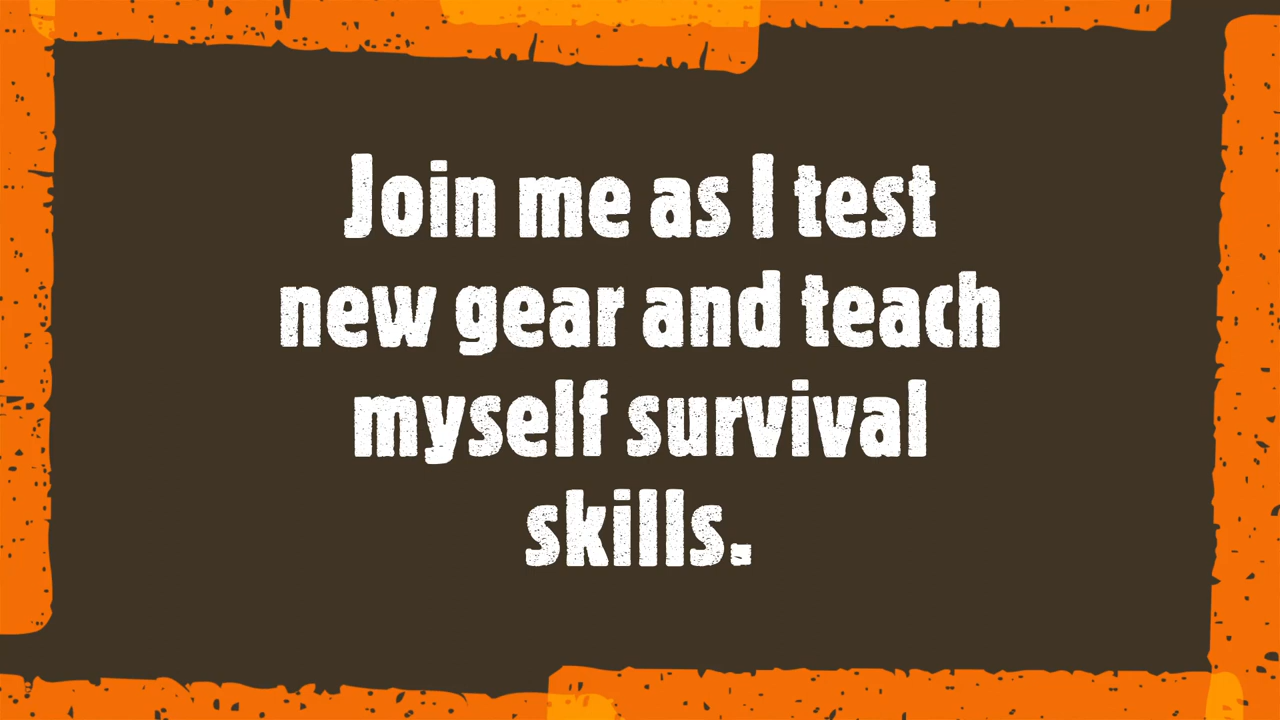 Join me as I test
new gear and teach
myself survival
skills.